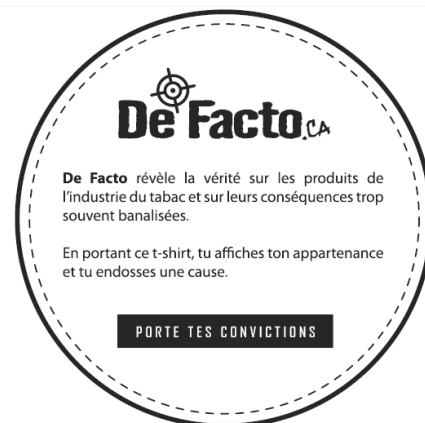 De Facto.CA
De Facto révèle la vérité sur les produits de
l'industrie du tabac et sur leurs conséquences trop
souvent banalisées.
En portant ce t-shirt, tu affiches ton appartenance
et tu endosses une cause.
PORTE TES CONVICTIONS